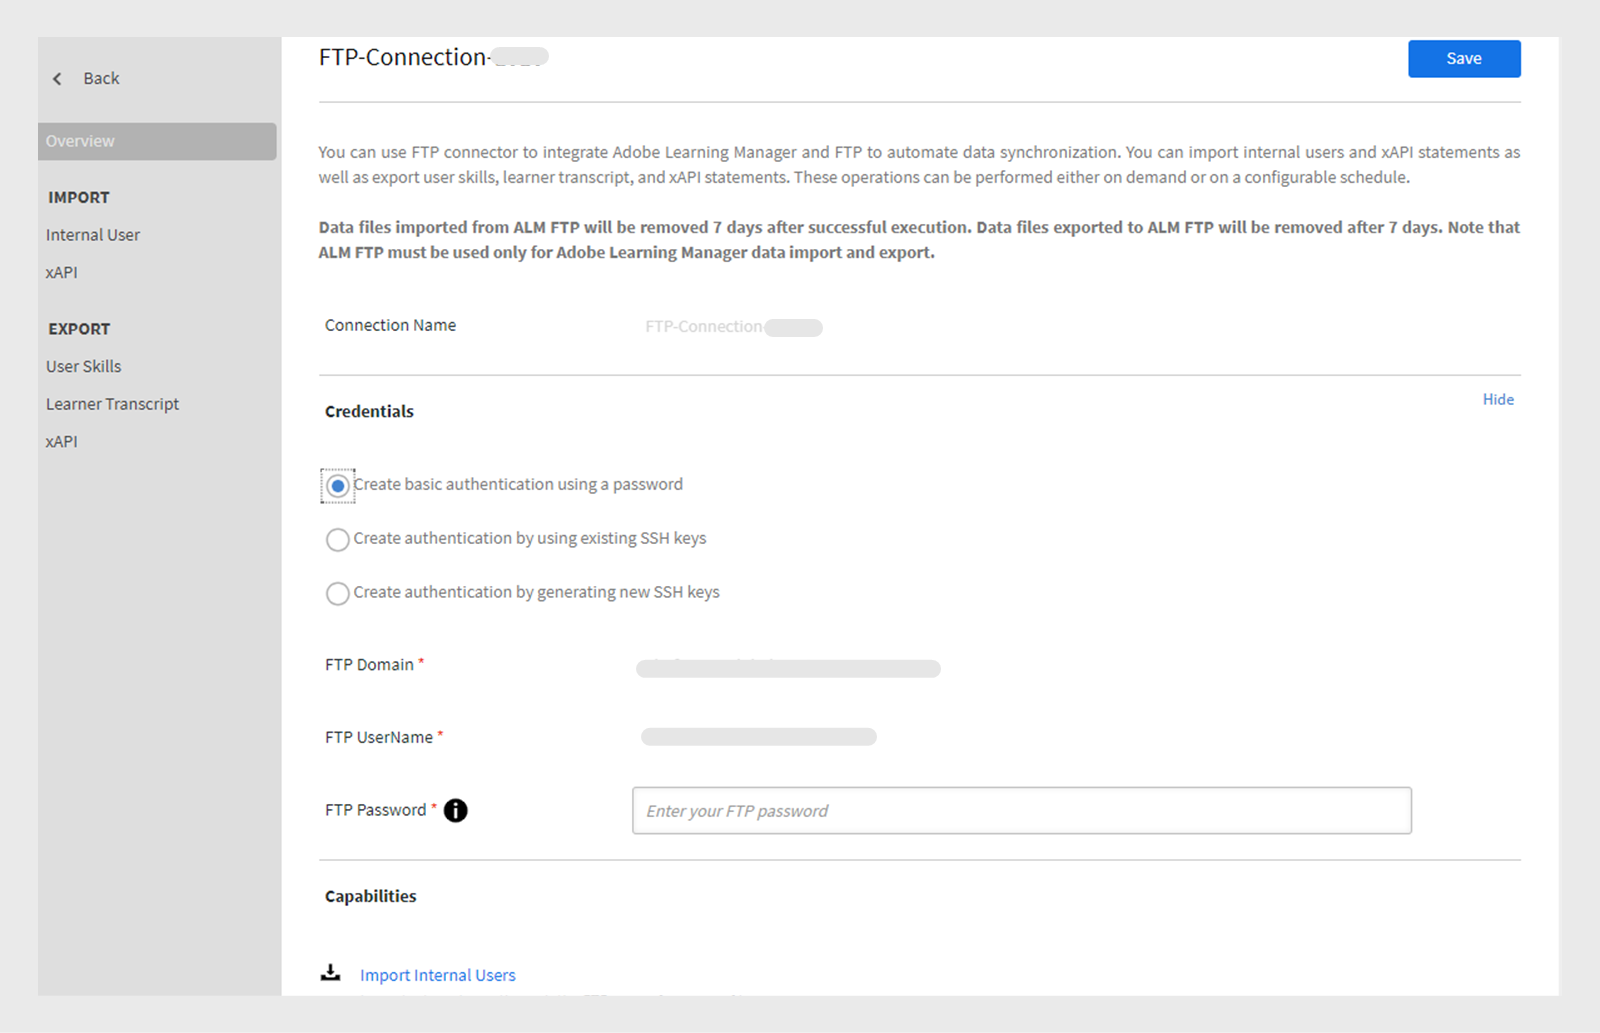 Back
Overview
IMPORT
Internal User
xAPI
EXPORT
User Skills
Learner Transcript
xAPI
FTP-Connection-
Save
You can use FTP connector to integrate Adobe Learning Manager and FTP to automate data synchronization. You can import internal users and xAPI statements as
well as export user skills, learner transcript, and xAPI statements. These operations can be performed either on demand or on a configurable schedule.
Data files imported from ALM FTP will be removed 7 days after successful execution. Data files exported to ALM FTP will be removed after 7 days. Note that
ALM FTP must be used only for Adobe Learning Manager data import and export.
Connection Name
FTP-Connection
Credentials
Hide
Create basic authentication using a password
Create authentication by using existing SSH keys
Create authentication by generating new SSH keys
FTP Domain *
FTP UserName *
FTP Password *
Enter your FTP password
Capabilities
Import Internal Users